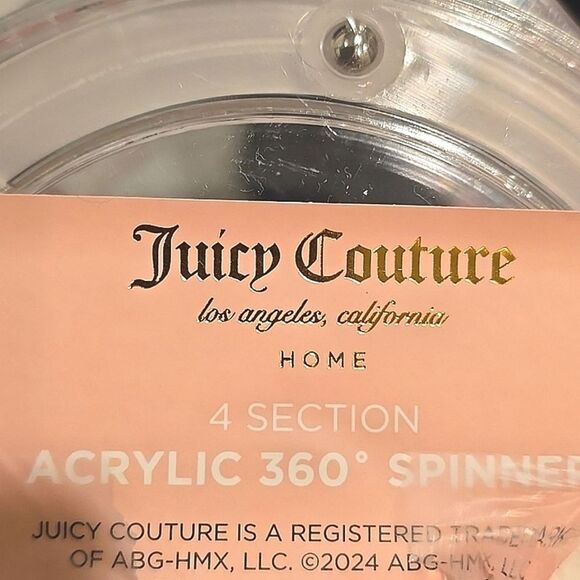 Juicy Couture
los angeles, california
HOME
4 SECTION
ACRYLIC 360° SPINNER
JUICY COUTURE IS A REGISTERED TRADEMARK
OF ABG-HMX, LLC. ©2024 ABG-HMX, LLC